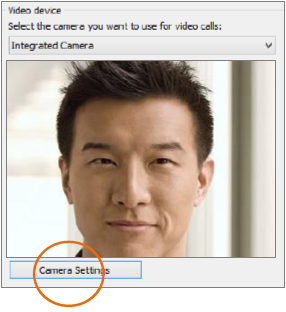 Video device
Select the camera you want to use for video calls:
Integrated Camera
Camera Settings